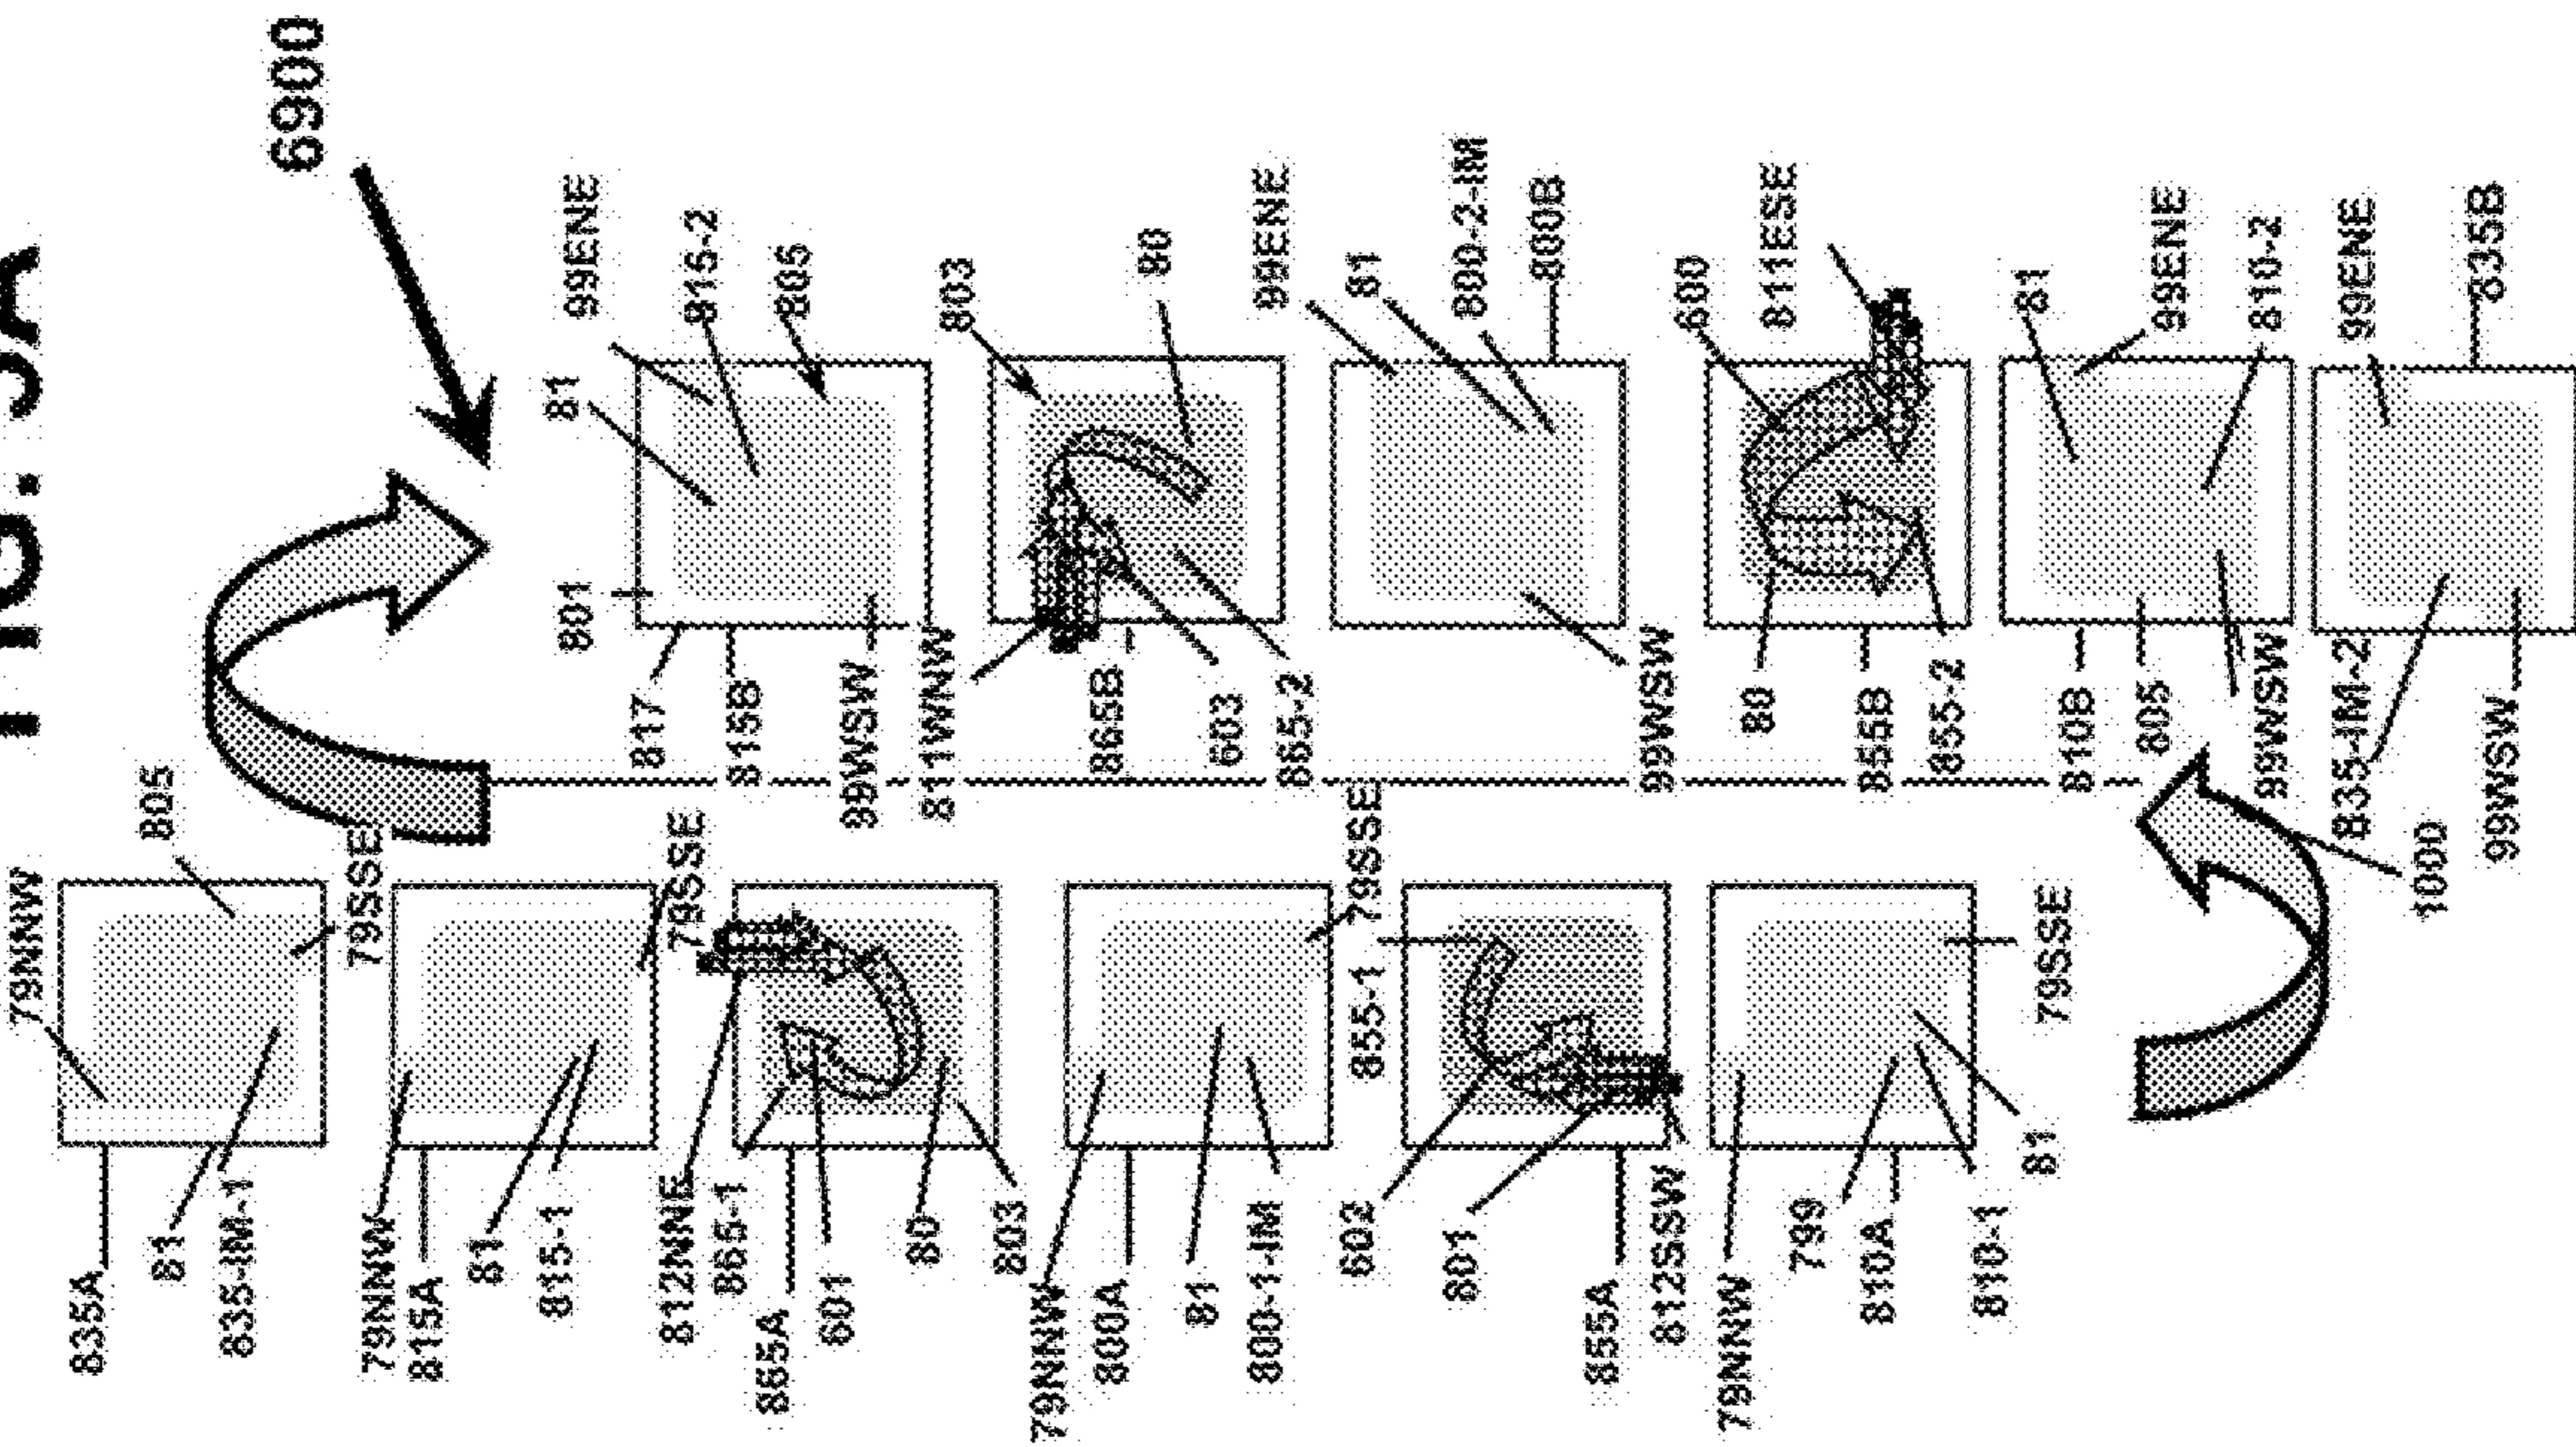 6900
79NNW
805
79SSE
835A
81
835-IM-1
79NNW
815A
81
815-1
79SSE
812NNE
865-1
865A
601
80
803
79NNW
800A
81
800-1-IM
79SSE
855-1
602
801
855A
812SSW
79NNW
799
810A
810-1
81
79SSE
1000
81
99ENE
815-2
805
801
817
815B
99WSW
803
80
811WNW
865B
603
865-2
99ENE
81
800-2-IM
800B
99WSW
600
811ESE
80
855B
855-2
81
99ENE
810-2
810B
805
99WSW
99ENE
835B
835-IM-2
99WSW